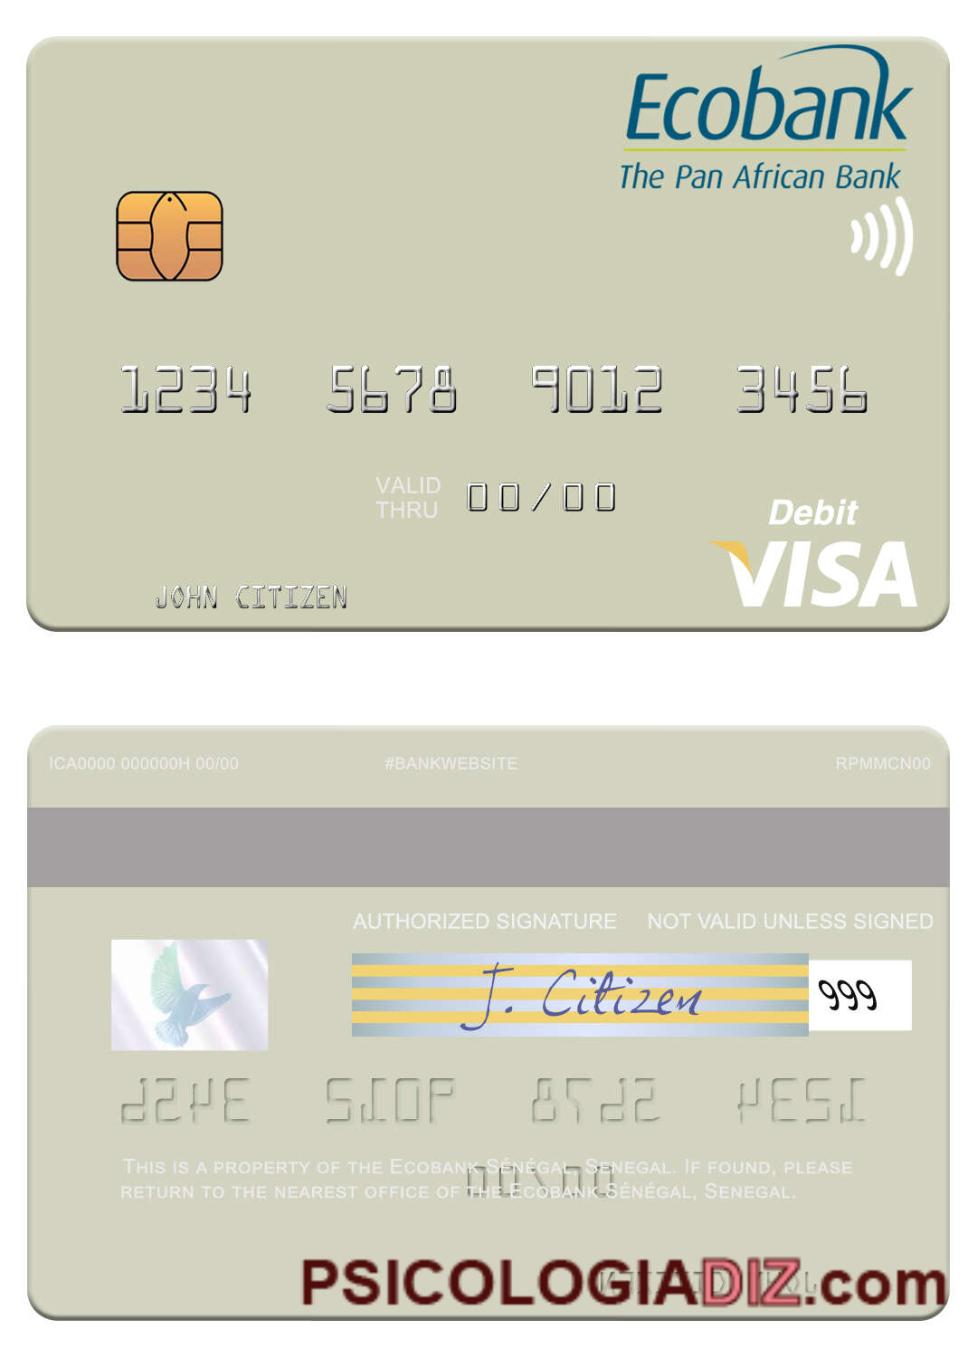 Ecobank
The Pan African Bank
1234 5678 9012 3456
VALID
THRU
00/00
Debit
VISA
JOHN CITIZEN
ICA0000 000000H 00/00 #BANKWEBSITE RPMMCN00
AUTHORIZED SIGNATURE NOT VALID UNLESS SIGNED
J. Citizen
999
THIS IS A PROPERTY OF THE ECOBANK SÉNÉGAL, SENEGAL. IF FOUND, PLEASE
RETURN TO THE NEAREST OFFICE OF THE ECOBANK SÉNÉGAL, SENEGAL.
PSICOLOGIADIZ.com